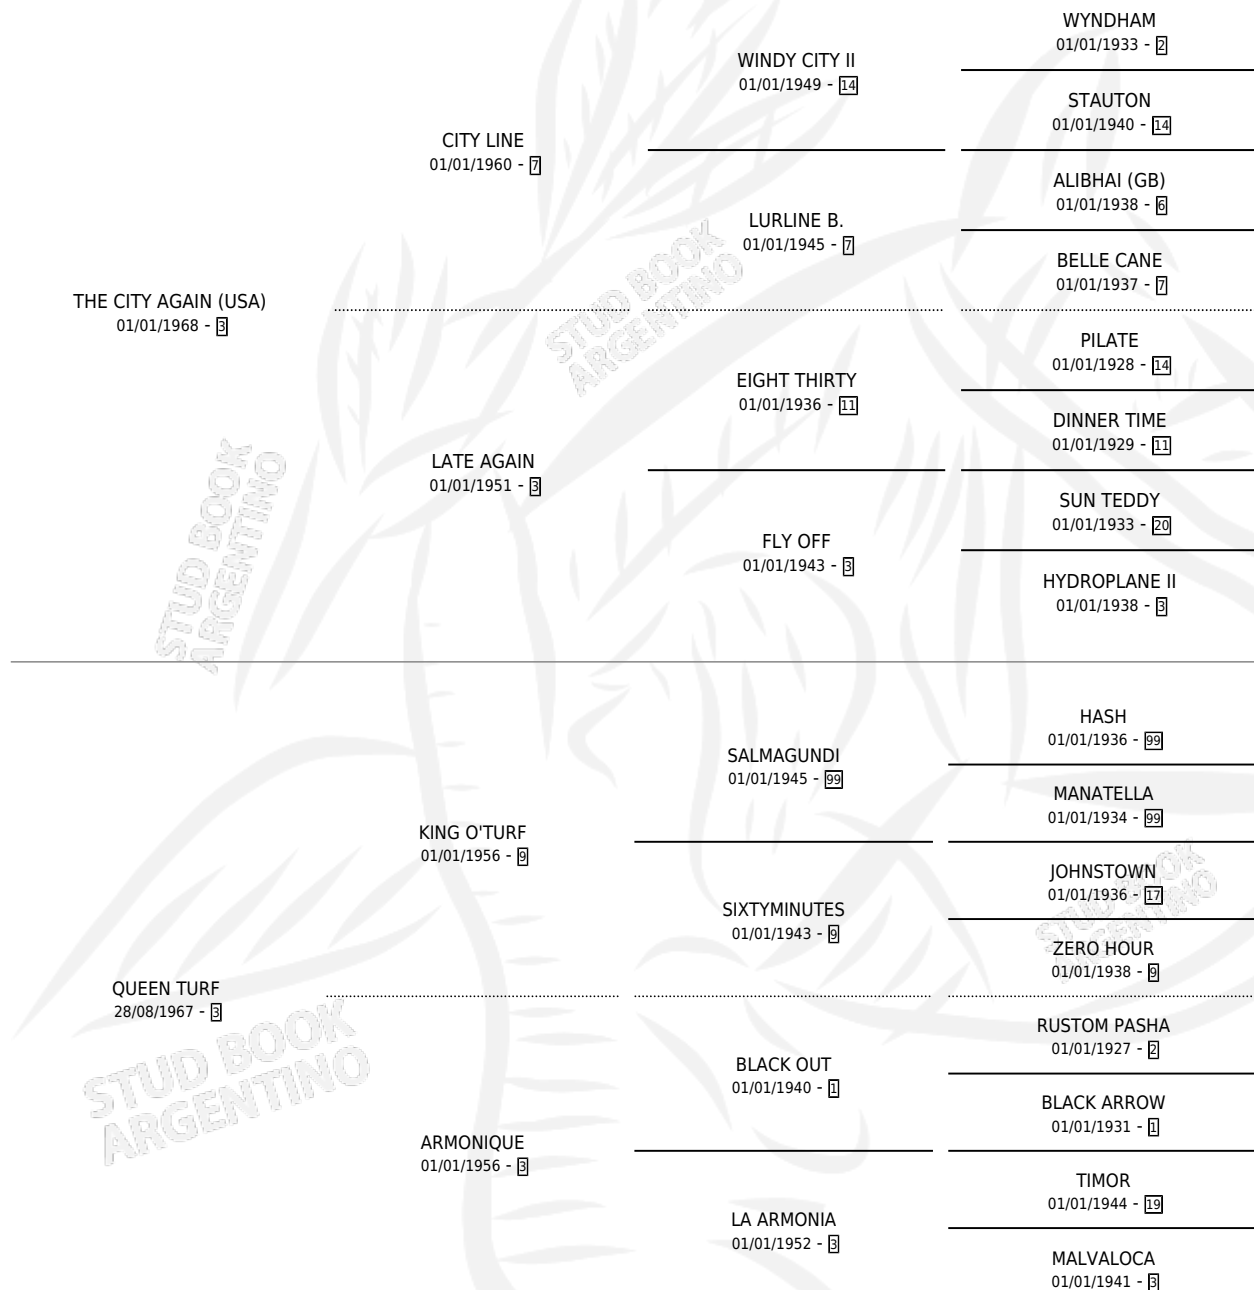 WYNDHAM
01/01/1933 - 2
WINDY CITY II
01/01/1949 - 14
STAUTON
01/01/1940 - 14
CITY LINE
01/01/1960 - 7
ALIBHAI (GB)
01/01/1938 - 6
LURLINE B.
01/01/1945 - 7
BELLE CANE
01/01/1937 - 7
THE CITY AGAIN (USA)
01/01/1968 - 3
PILATE
01/01/1928 - 14
EIGHT THIRTY
01/01/1936 - 11
DINNER TIME
01/01/1929 - 11
LATE AGAIN
01/01/1951 - 3
SUN TEDDY
01/01/1933 - 20
FLY OFF
01/01/1943 - 3
HYDROPLANE II
01/01/1938 - 3
STUD BOOK
ARGENTINO
STUD BOOK
ARGENTINO
HASH
01/01/1936 - 99
SALMAGUNDI
01/01/1945 - 99
MANATELLA
01/01/1934 - 99
KING O'TURF
01/01/1956 - 9
JOHNSTOWN
01/01/1936 - 17
SIXTYMINUTES
01/01/1943 - 9
ZERO HOUR
01/01/1938 - 9
STUD BOOK
ARGENTINO
QUEEN TURF
28/08/1967 - 3
RUSTOM PASHA
01/01/1927 - 2
BLACK OUT
01/01/1940 - 1
BLACK ARROW
01/01/1931 - 1
ARMONIQUE
01/01/1956 - 3
TIMOR
01/01/1944 - 19
LA ARMONIA
01/01/1952 - 3
MALVALOCA
01/01/1941 - 3
STUD BOOK
ARGENTINO